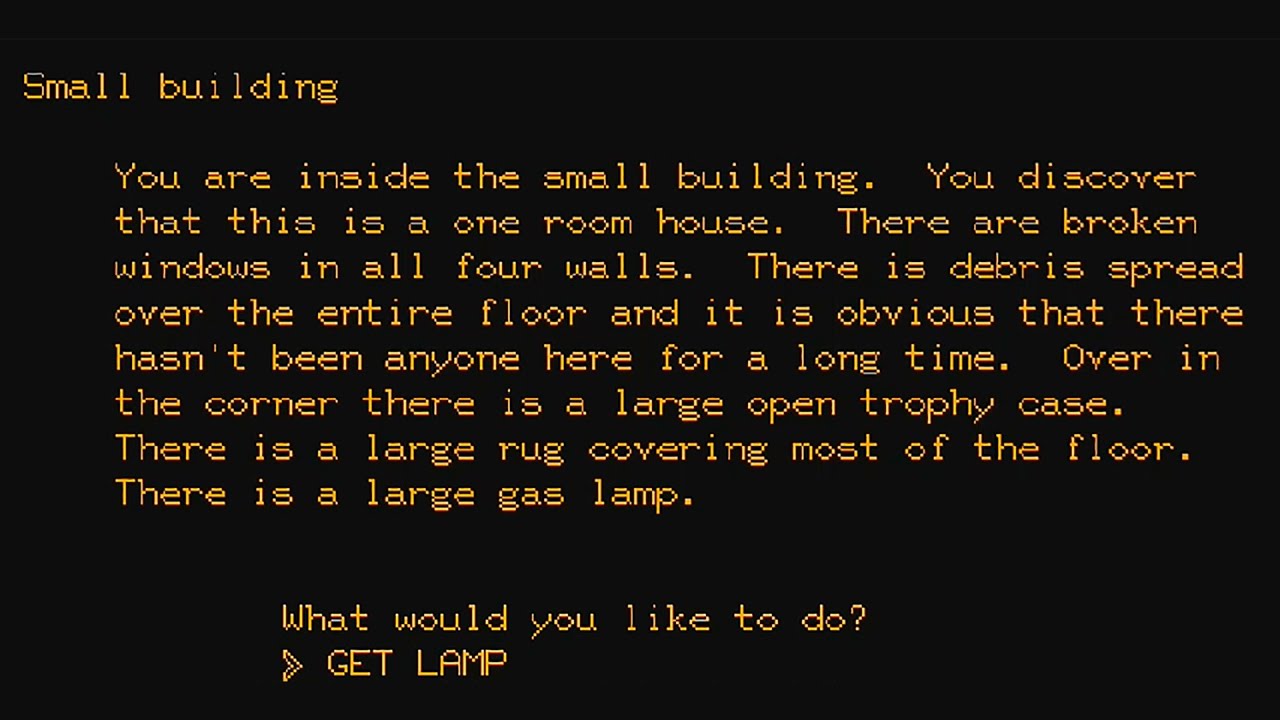 Small building
You are inside the small building.  You discover
that this is a one room house.  There are broken
windows in all four walls.  There is debris spread
over the entire floor and it is obvious that there
hasn't been anyone here for a long time.  Over in
the corner there is a large open trophy case.
There is a large rug covering most of the floor.
There is a large gas lamp.
What would you like to do?
> GET LAMP